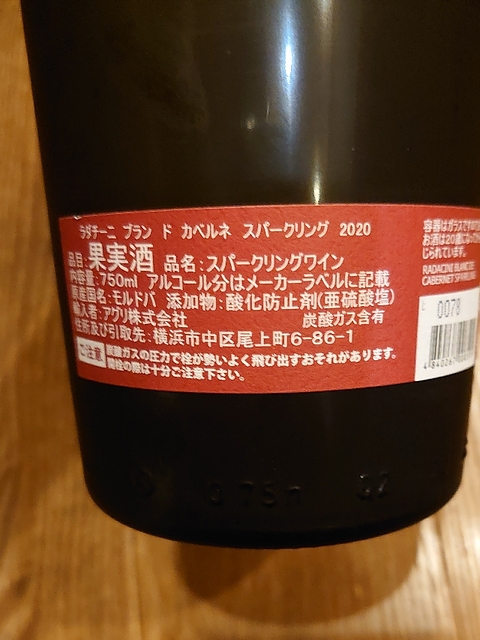 ラダチーニ ブラン ド カベルネ スパークリング 2020
品目:果実酒 品名:スパークリングワイン
内容量:750ml アルコール分はメーカーラベルに記載
原産国名:モルドバ 添加物:酸化防止剤(亜硫酸塩)
輸入者:アグリ株式会社 炭酸ガス含有
住所及び引取先:横浜市中区尾上町6-86-1
ご注意 炭酸ガスの圧力で栓が勢いよく飛び出すおそれがあります。
開栓の際は十分ご注意下さい。
容器はガラスです
お酒は20歳になっ
じられています。
RADACINI BLANC DE
CABERNET SPARKLING
0078
4840262
0.75